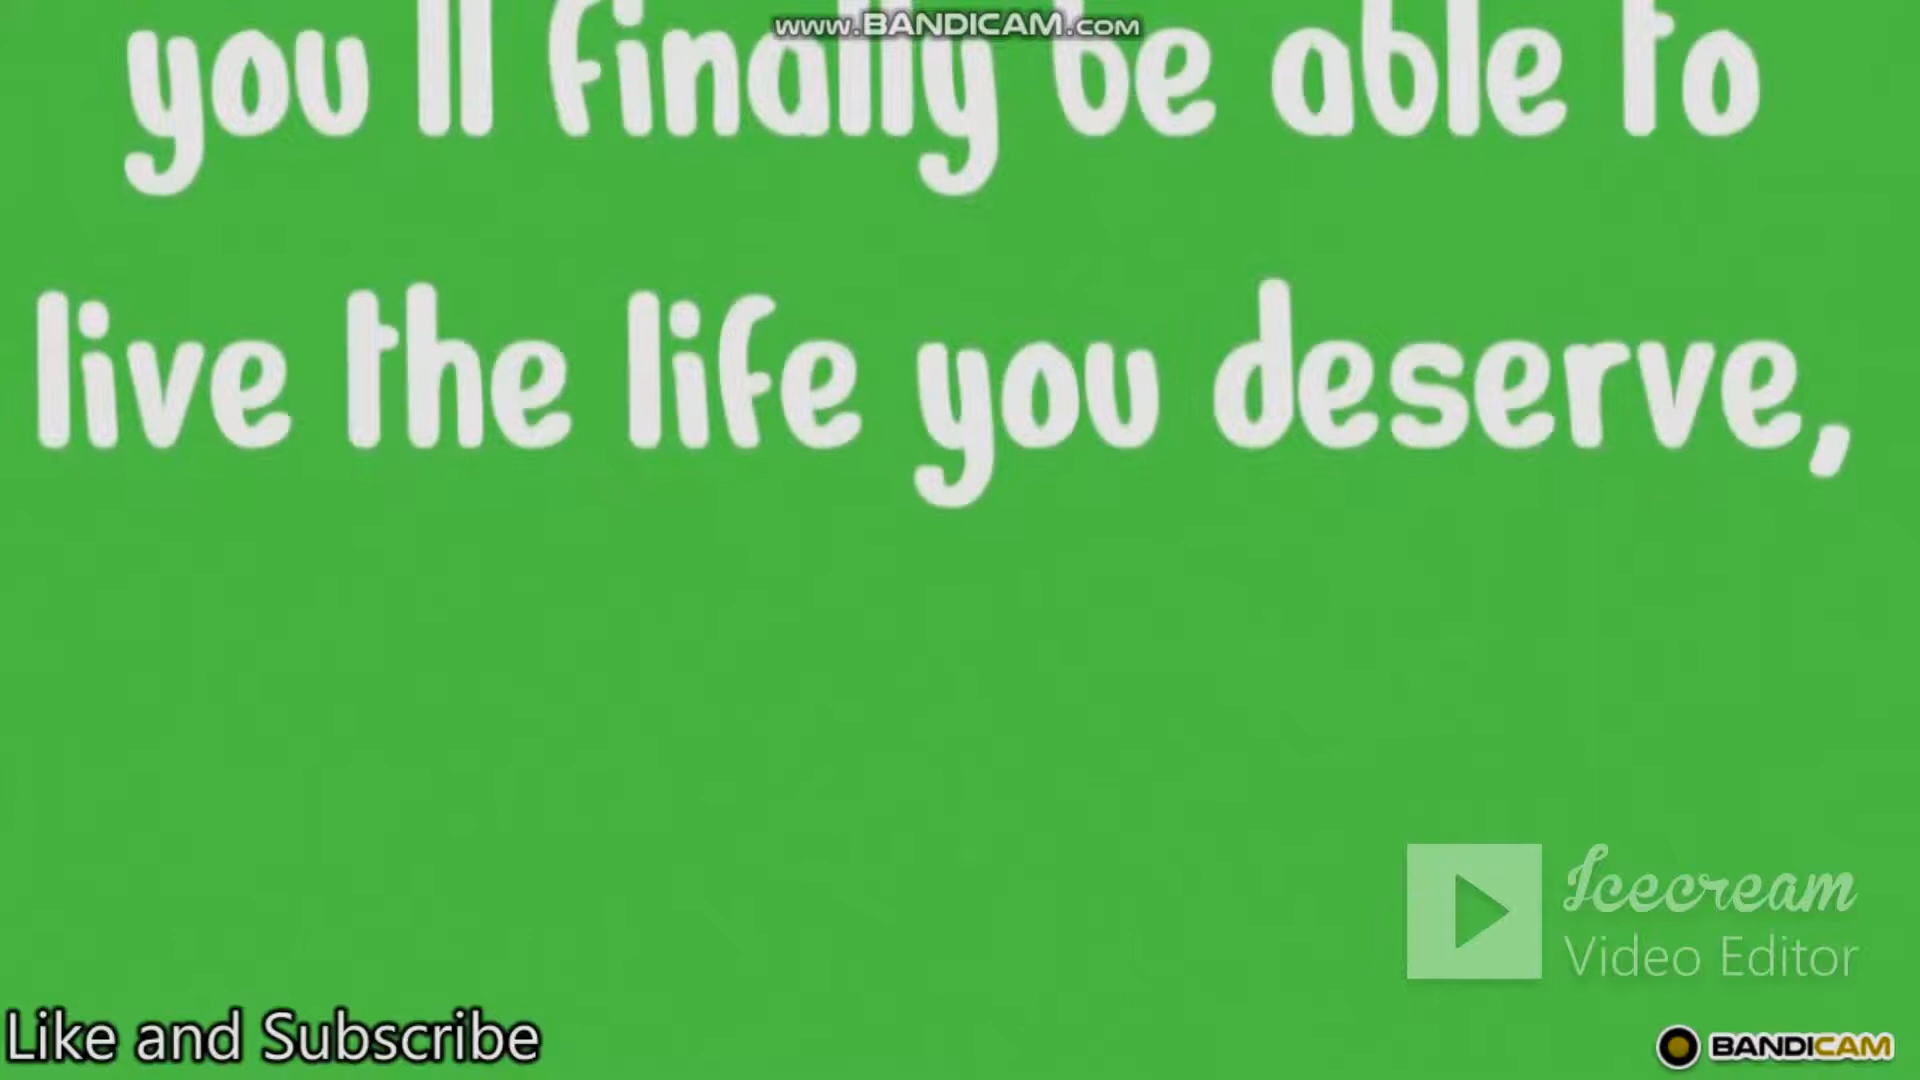 www.BANDICAM.com
you'll finally be able to
live the life you deserve,
Icecream
Video Editor
Like and Subscribe
BANDICAM